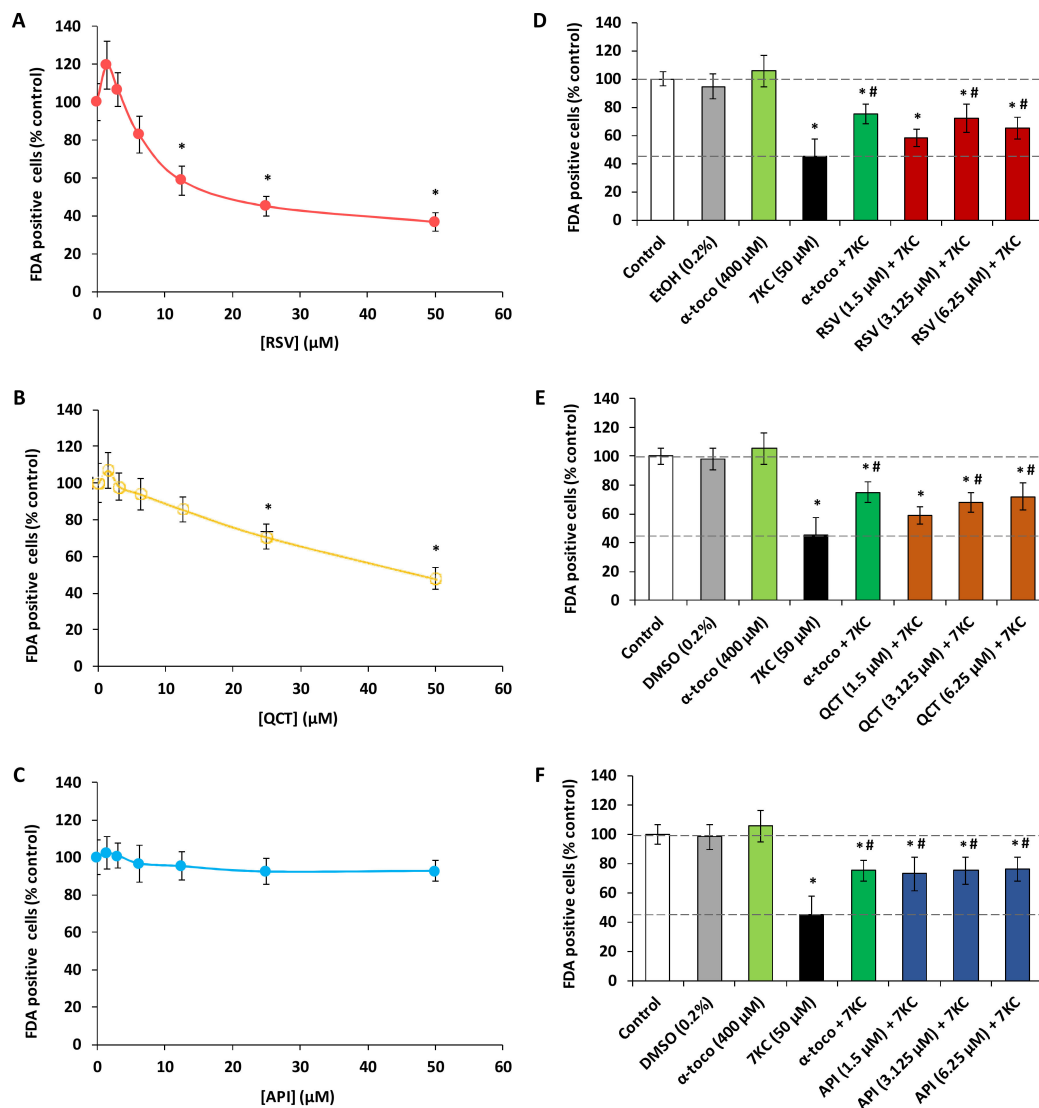 A
FDA positive cells (% control)
140
120
100
80
60
40
20
0
* * *
0 10 20 30 40 50 60
[RSV] (µM)
D
FDA positive cells (% control)
140
120
100
80
60
40
20
0
* * # * * # * #
Control
EtOH (0.2%)
α-toco (400 µM)
7KC (50 µM)
α-toco + 7KC
RSV (1.5 µM) + 7KC
RSV (3.125 µM) + 7KC
RSV (6.25 µM) + 7KC
B
FDA positive cells (% control)
140
120
100
80
60
40
20
0
* *
0 10 20 30 40 50 60
[QCT] (µM)
E
FDA positive cells (% control)
140
120
100
80
60
40
20
0
* * # * * # * #
Control
DMSO (0.2%)
α-toco (400 µM)
7KC (50 µM)
α-toco + 7KC
QCT (1.5 µM) + 7KC
QCT (3.125 µM) + 7KC
QCT (6.25 µM) + 7KC
C
FDA positive cells (% control)
140
120
100
80
60
40
20
0
0 10 20 30 40 50 60
[API] (µM)
F
FDA positive cells (% control)
140
120
100
80
60
40
20
0
* * # * # * # * #
Control
DMSO (0.2%)
α-toco (400 µM)
7KC (50 µM)
α-toco + 7KC
API (1.5 µM) + 7KC
API (3.125 µM) + 7KC
API (6.25 µM) + 7KC